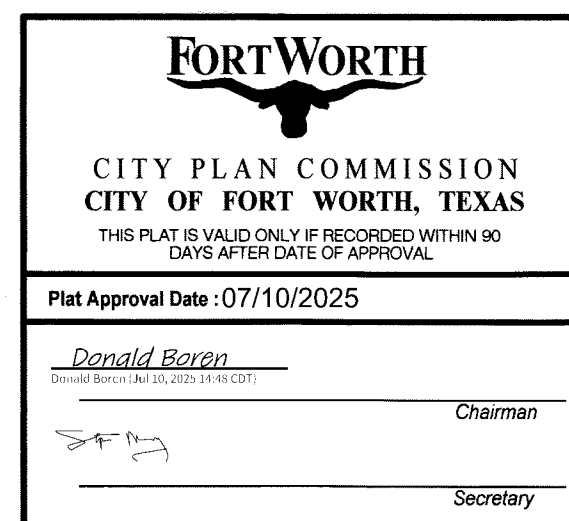 FORT WORTH
CITY PLAN COMMISSION
CITY OF FORT WORTH, TEXAS
THIS PLAT IS VALID ONLY IF RECORDED WITHIN 90
DAYS AFTER DATE OF APPROVAL
Plat Approval Date : 07/10/2025
Donald Boren
Donald Boren (Jul 10, 2025 14:48 CDT)
Chairman
Secretary